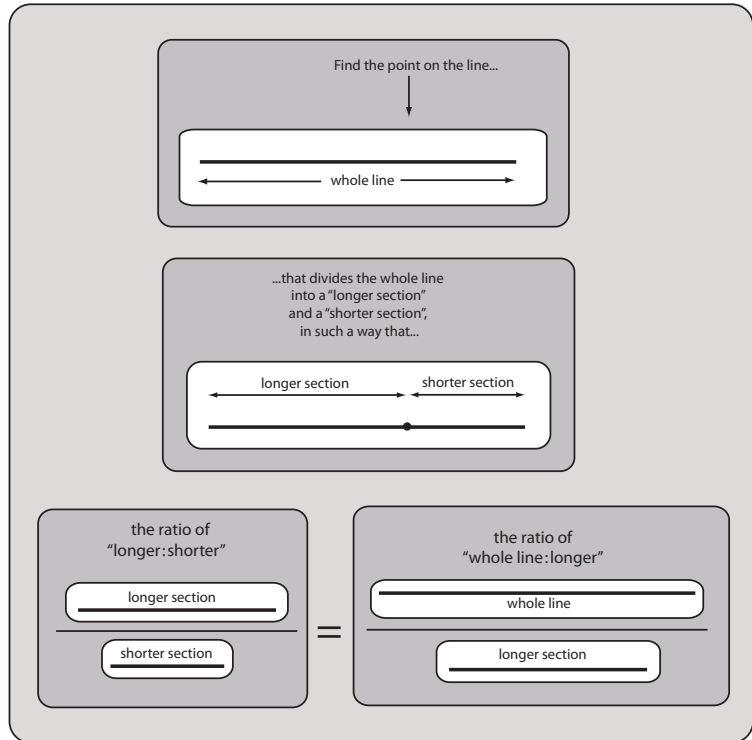 Find the point on the line...
whole line
...that divides the whole line
into a “longer section”
and a “shorter section”,
in such a way that...
longer section
shorter section
the ratio of
“longer:shorter”
longer section
shorter section
=
the ratio of
“whole line:longer”
whole line
longer section